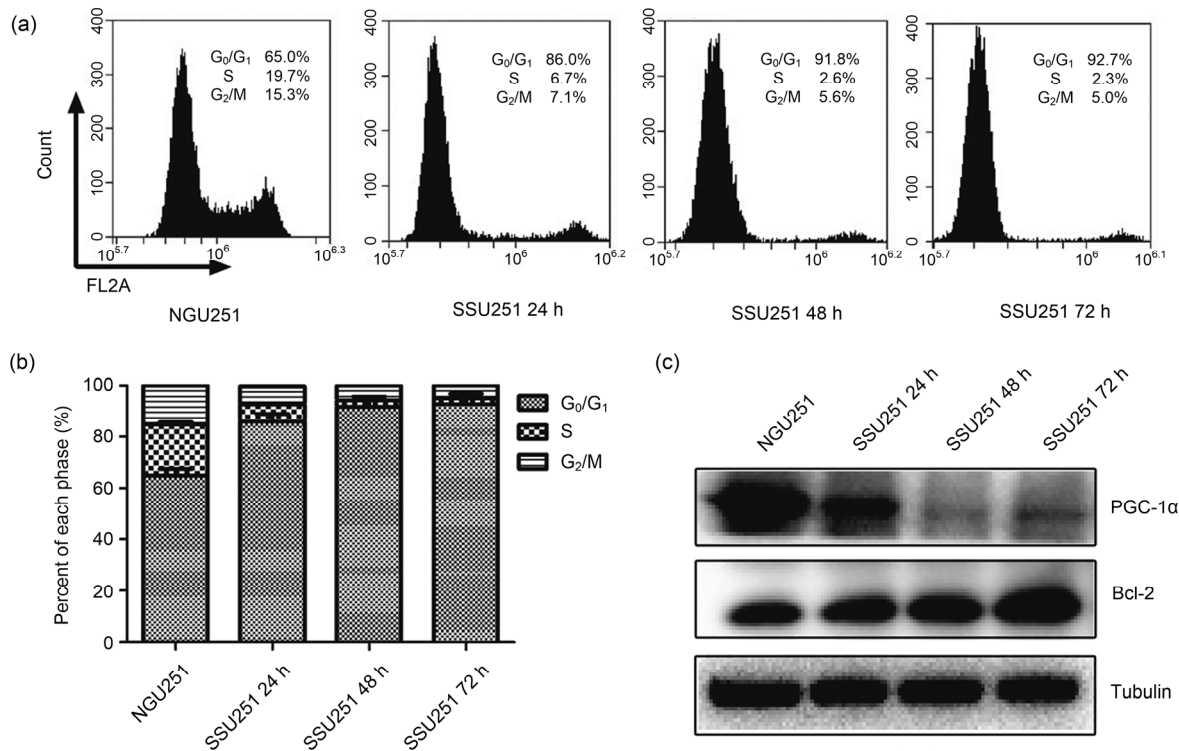 (a)
400
300
200
100
0
Count
G₀/G₁ 65.0%
S 19.7%
G₂/M 15.3%
10^5.7 10^6 10^6.3
FL2A
NGU251
400
300
200
100
0
G₀/G₁ 86.0%
S 6.7%
G₂/M 7.1%
10^5.7 10^6 10^6.2
SSU251 24 h
400
300
200
100
0
G₀/G₁ 91.8%
S 2.6%
G₂/M 5.6%
10^5.7 10^6 10^6.2
SSU251 48 h
400
300
200
100
0
G₀/G₁ 92.7%
S 2.3%
G₂/M 5.0%
10^5.7 10^6 10^6.1
SSU251 72 h
(b)
Percent of each phase (%)
100
80
60
40
20
0
NGU251
SSU251 24 h
SSU251 48 h
SSU251 72 h
G₀/G₁
S
G₂/M
(c)
NGU251
SSU251 24 h
SSU251 48 h
SSU251 72 h
PGC-1α
Bcl-2
Tubulin